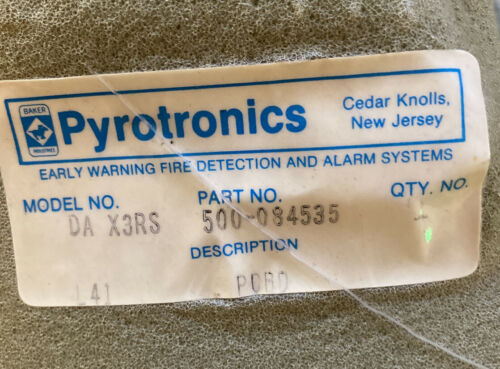 BAKER
INDUSTRIES
Pyrotronics
Cedar Knolls,
New Jersey
EARLY WARNING FIRE DETECTION AND ALARM SYSTEMS
MODEL NO. PART NO. QTY. NO.
DA X3RS 500-084535 1
DESCRIPTION
L41